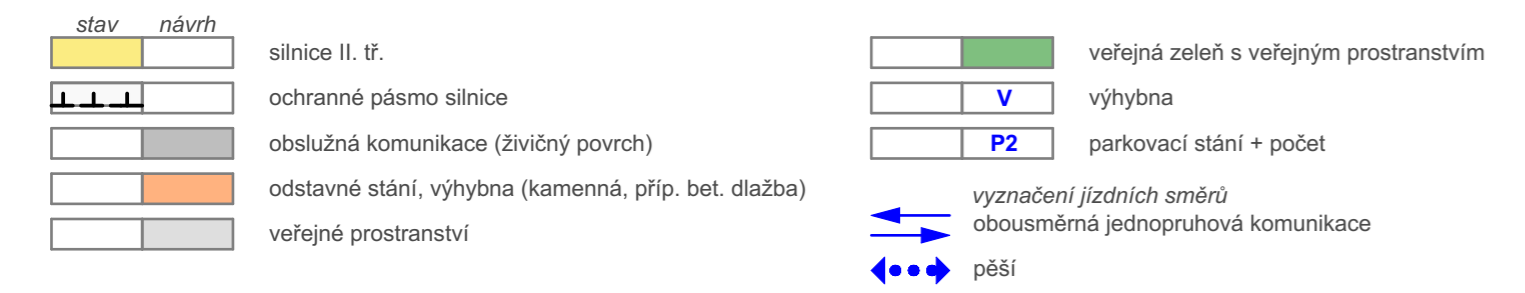 stav návrh
silnice II. tř.
ochranné pásmo silnice
obslužná komunikace (živičný povrch)
odstavné stání, výhybna (kamenná, příp. bet. dlažba)
veřejné prostranství
veřejná zeleň s veřejným prostranstvím
V výhybna
P2 parkovací stání + počet
vyznačení jízdních směrů
obousměrná jednopruhová komunikace
pěší